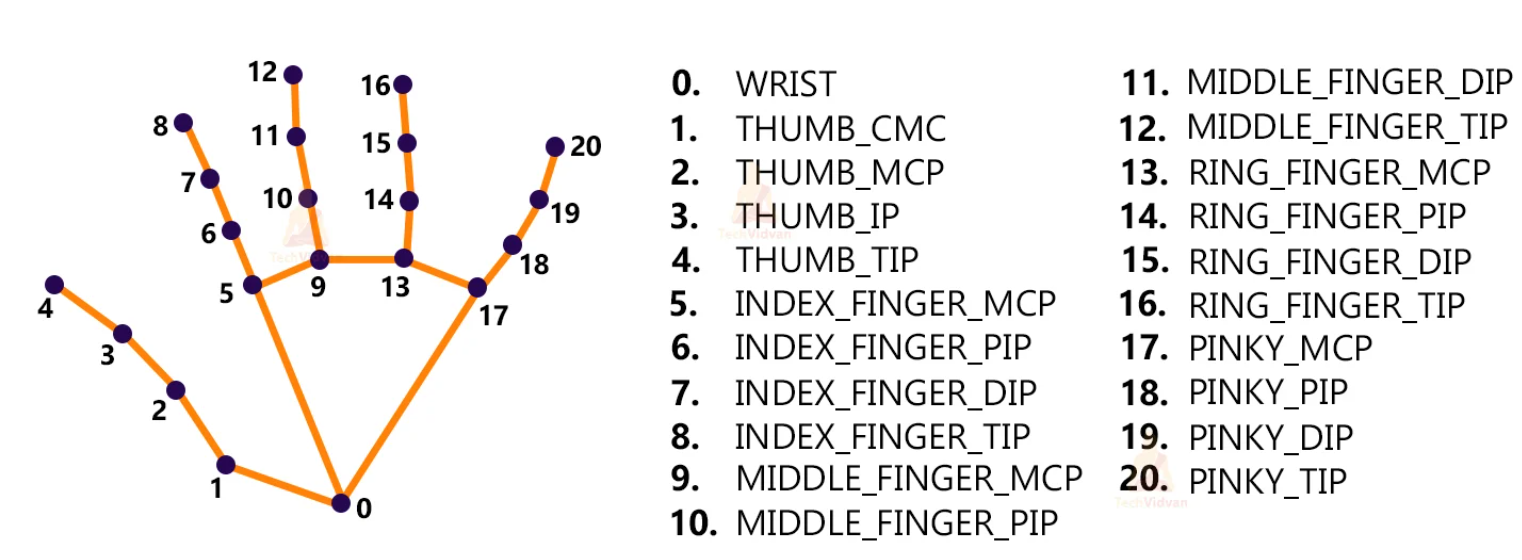 12
16
8
11
15
20
7
10
14
19
6
18
5
9
13
17
4
3
2
1
0
0. WRIST
1. THUMB_CMC
2. THUMB_MCP
3. THUMB_IP
4. THUMB_TIP
5. INDEX_FINGER_MCP
6. INDEX_FINGER_PIP
7. INDEX_FINGER_DIP
8. INDEX_FINGER_TIP
9. MIDDLE_FINGER_MCP
10. MIDDLE_FINGER_PIP
11. MIDDLE_FINGER_DIP
12. MIDDLE_FINGER_TIP
13. RING_FINGER_MCP
14. RING_FINGER_PIP
15. RING_FINGER_DIP
16. RING_FINGER_TIP
17. PINKY_MCP
18. PINKY_PIP
19. PINKY_DIP
20. PINKY_TIP
TechVidvan
TechVidvan
TechVidvan